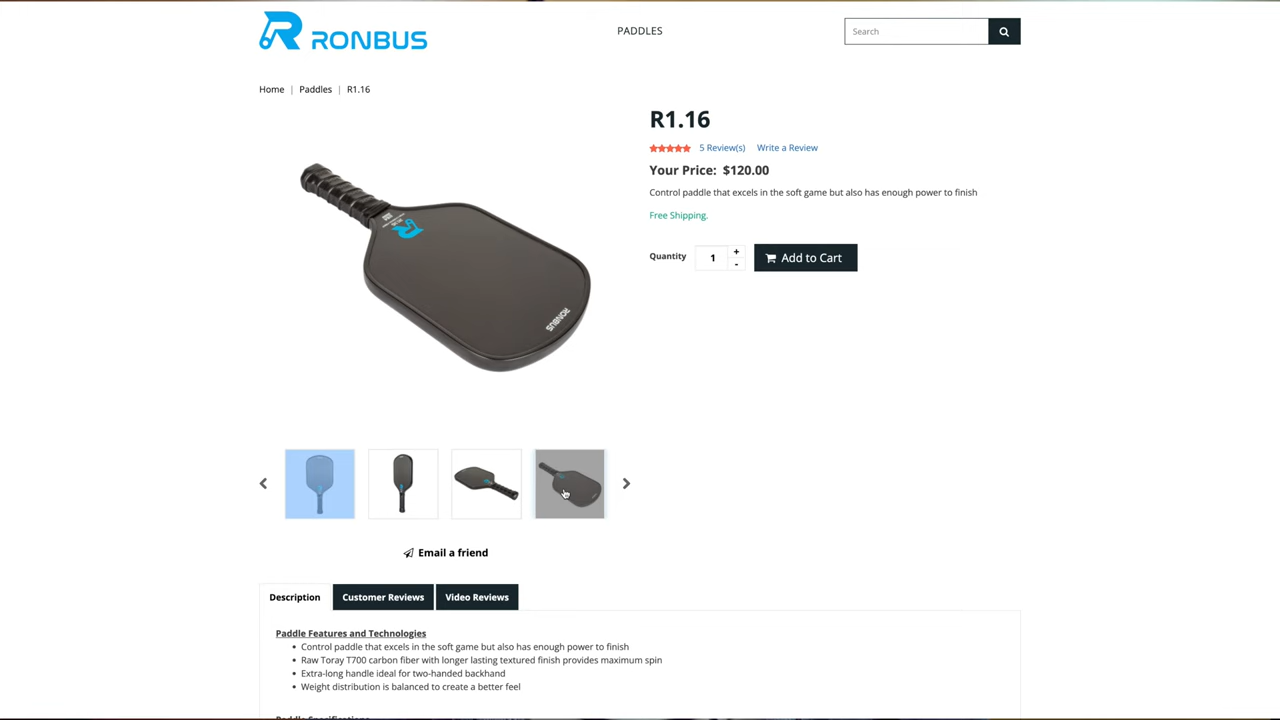 RONBUS
PADDLES
Search
Home | Paddles | R1.16
R1.16
5 Review(s) Write a Review
Your Price: $120.00
Control paddle that excels in the soft game but also has enough power to finish
Free Shipping.
Quantity 1 + - Add to Cart
RONBUS
Email a friend
Description Customer Reviews Video Reviews
Paddle Features and Technologies
• Control paddle that excels in the soft game but also has enough power to finish
• Raw Toray T700 carbon fiber with longer lasting textured finish provides maximum spin
• Extra-long handle ideal for two-handed backhand
• Weight distribution is balanced to create a better feel